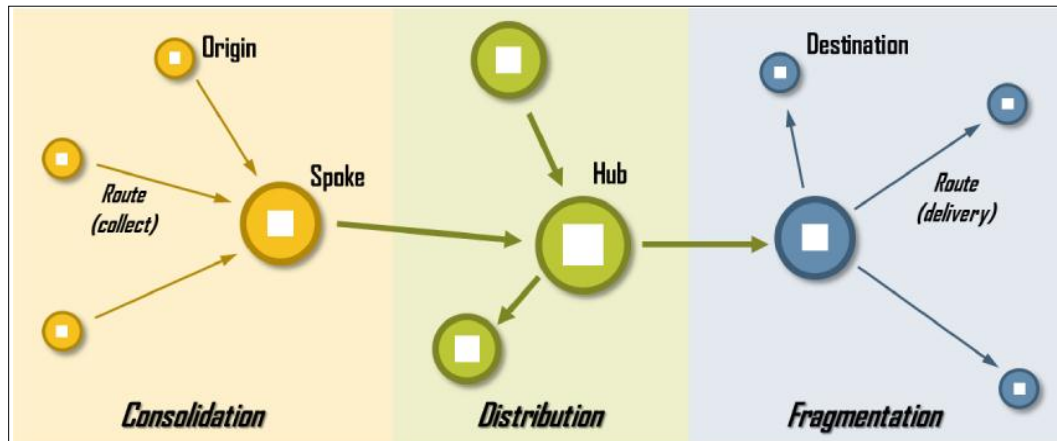 Origin
Spoke
Route
(collect)
Consolidation
Hub
Distribution
Destination
Route
(delivery)
Fragmentation